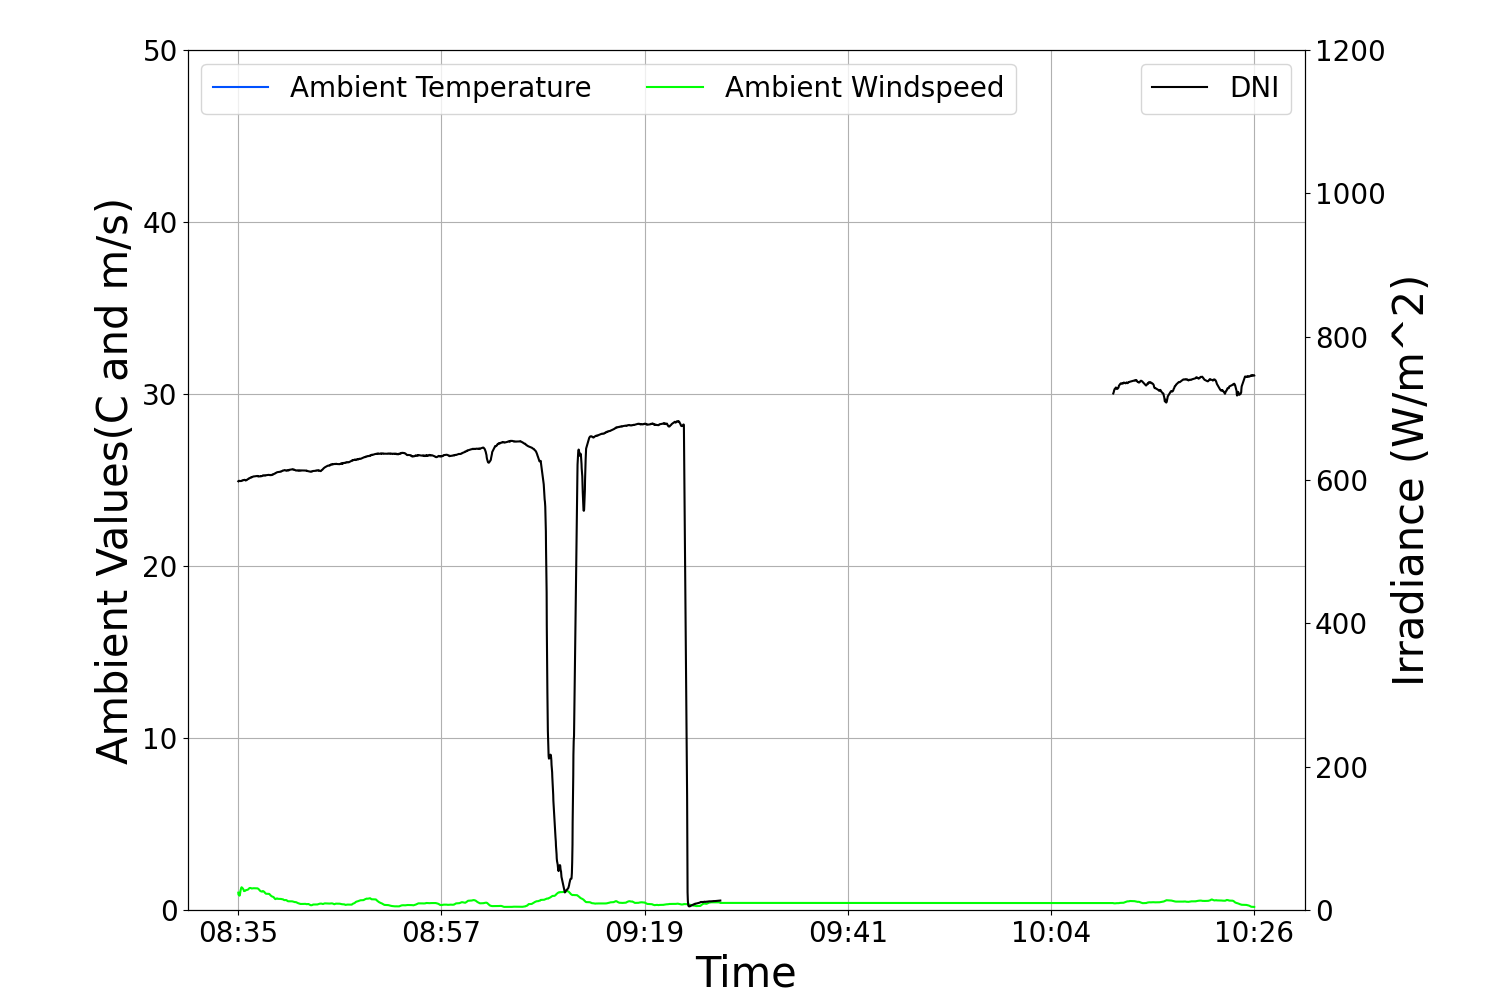 Ambient Temperature Ambient Windspeed DNI
50
40
30
20
10
0
Ambient Values(C and m/s)
1200
1000
800
600
400
200
0
Irradiance (W/m^2)
08:35 08:57 09:19 09:41 10:04 10:26
Time